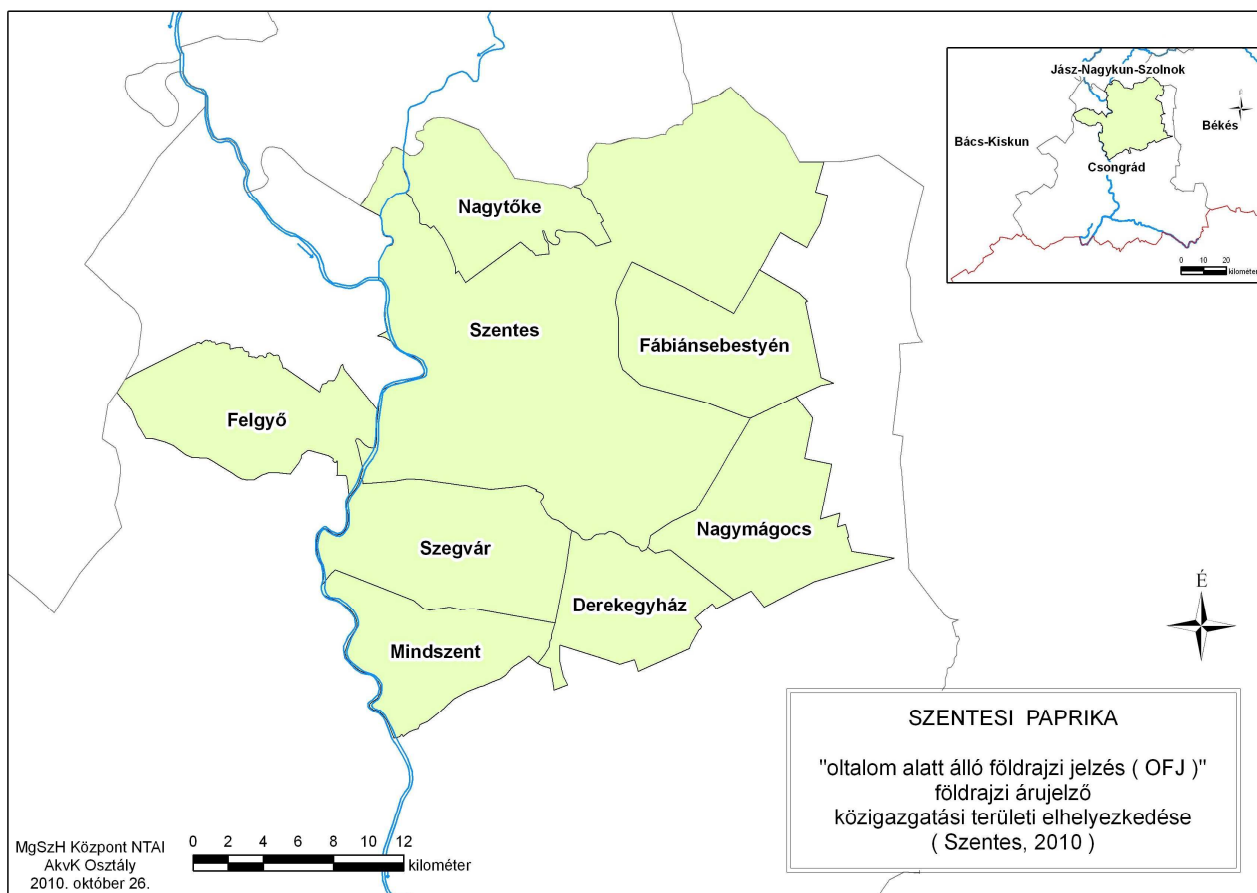 Jász-Nagykun-Szolnok
É
Békés
Bács-Kiskun
Csongrád
0 10 20
kilométer
Nagytőke
Szentes
Fábiánsebestyén
Felgyő
Nagymágocs
Szegvár
Derekegyház
Mindszent
É
SZENTESI PAPRIKA
"oltalom alatt álló földrajzi jelzés ( OFJ )"
földrajzi árujelző
közigazgatási területi elhelyezkedése
( Szentes, 2010 )
0 2 4 6 8 10 12
kilométer
MgSzH Központ NTAI
AkvK Osztály
2010. október 26.